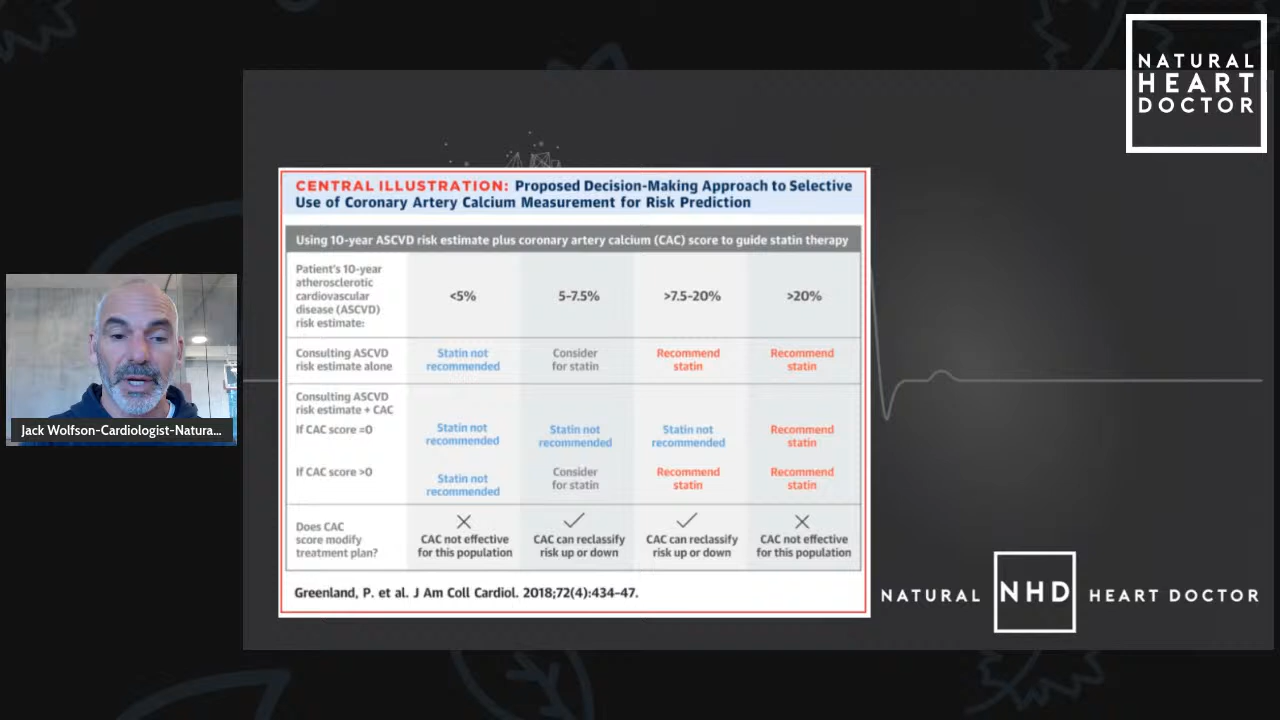 NATURAL
HEART
DOCTOR
CENTRAL ILLUSTRATION: Proposed Decision-Making Approach to Selective
Use of Coronary Artery Calcium Measurement for Risk Prediction
Using 10-year ASCVD risk estimate plus coronary artery calcium (CAC) score to guide statin therapy
Patient's 10-year
atherosclerotic
cardiovascular
disease (ASCVD)
risk estimate:
<5%
5-7.5%
>7.5-20%
>20%
Consulting ASCVD
risk estimate alone
Statin not
recommended
Consider
for statin
Recommend
statin
Recommend
statin
Consulting ASCVD
risk estimate + CAC
If CAC score =0
Statin not
recommended
Statin not
recommended
Statin not
recommended
Recommend
statin
If CAC score >0
Statin not
recommended
Consider
for statin
Recommend
statin
Recommend
statin
Does CAC
score modify
treatment plan?
CAC not effective
for this population
CAC can reclassify
risk up or down
CAC can reclassify
risk up or down
CAC not effective
for this population
Greenland, P. et al. J Am Coll Cardiol. 2018;72(4):434-47.
Jack Wolfson-Cardiologist-Natura...
NATURAL NHD HEART DOCTOR